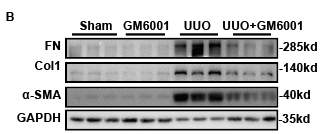 B
Sham GM6001 UUO UUO+GM6001
FN -285kd
Col1 -140kd
α-SMA -40kd
GAPDH -35kd